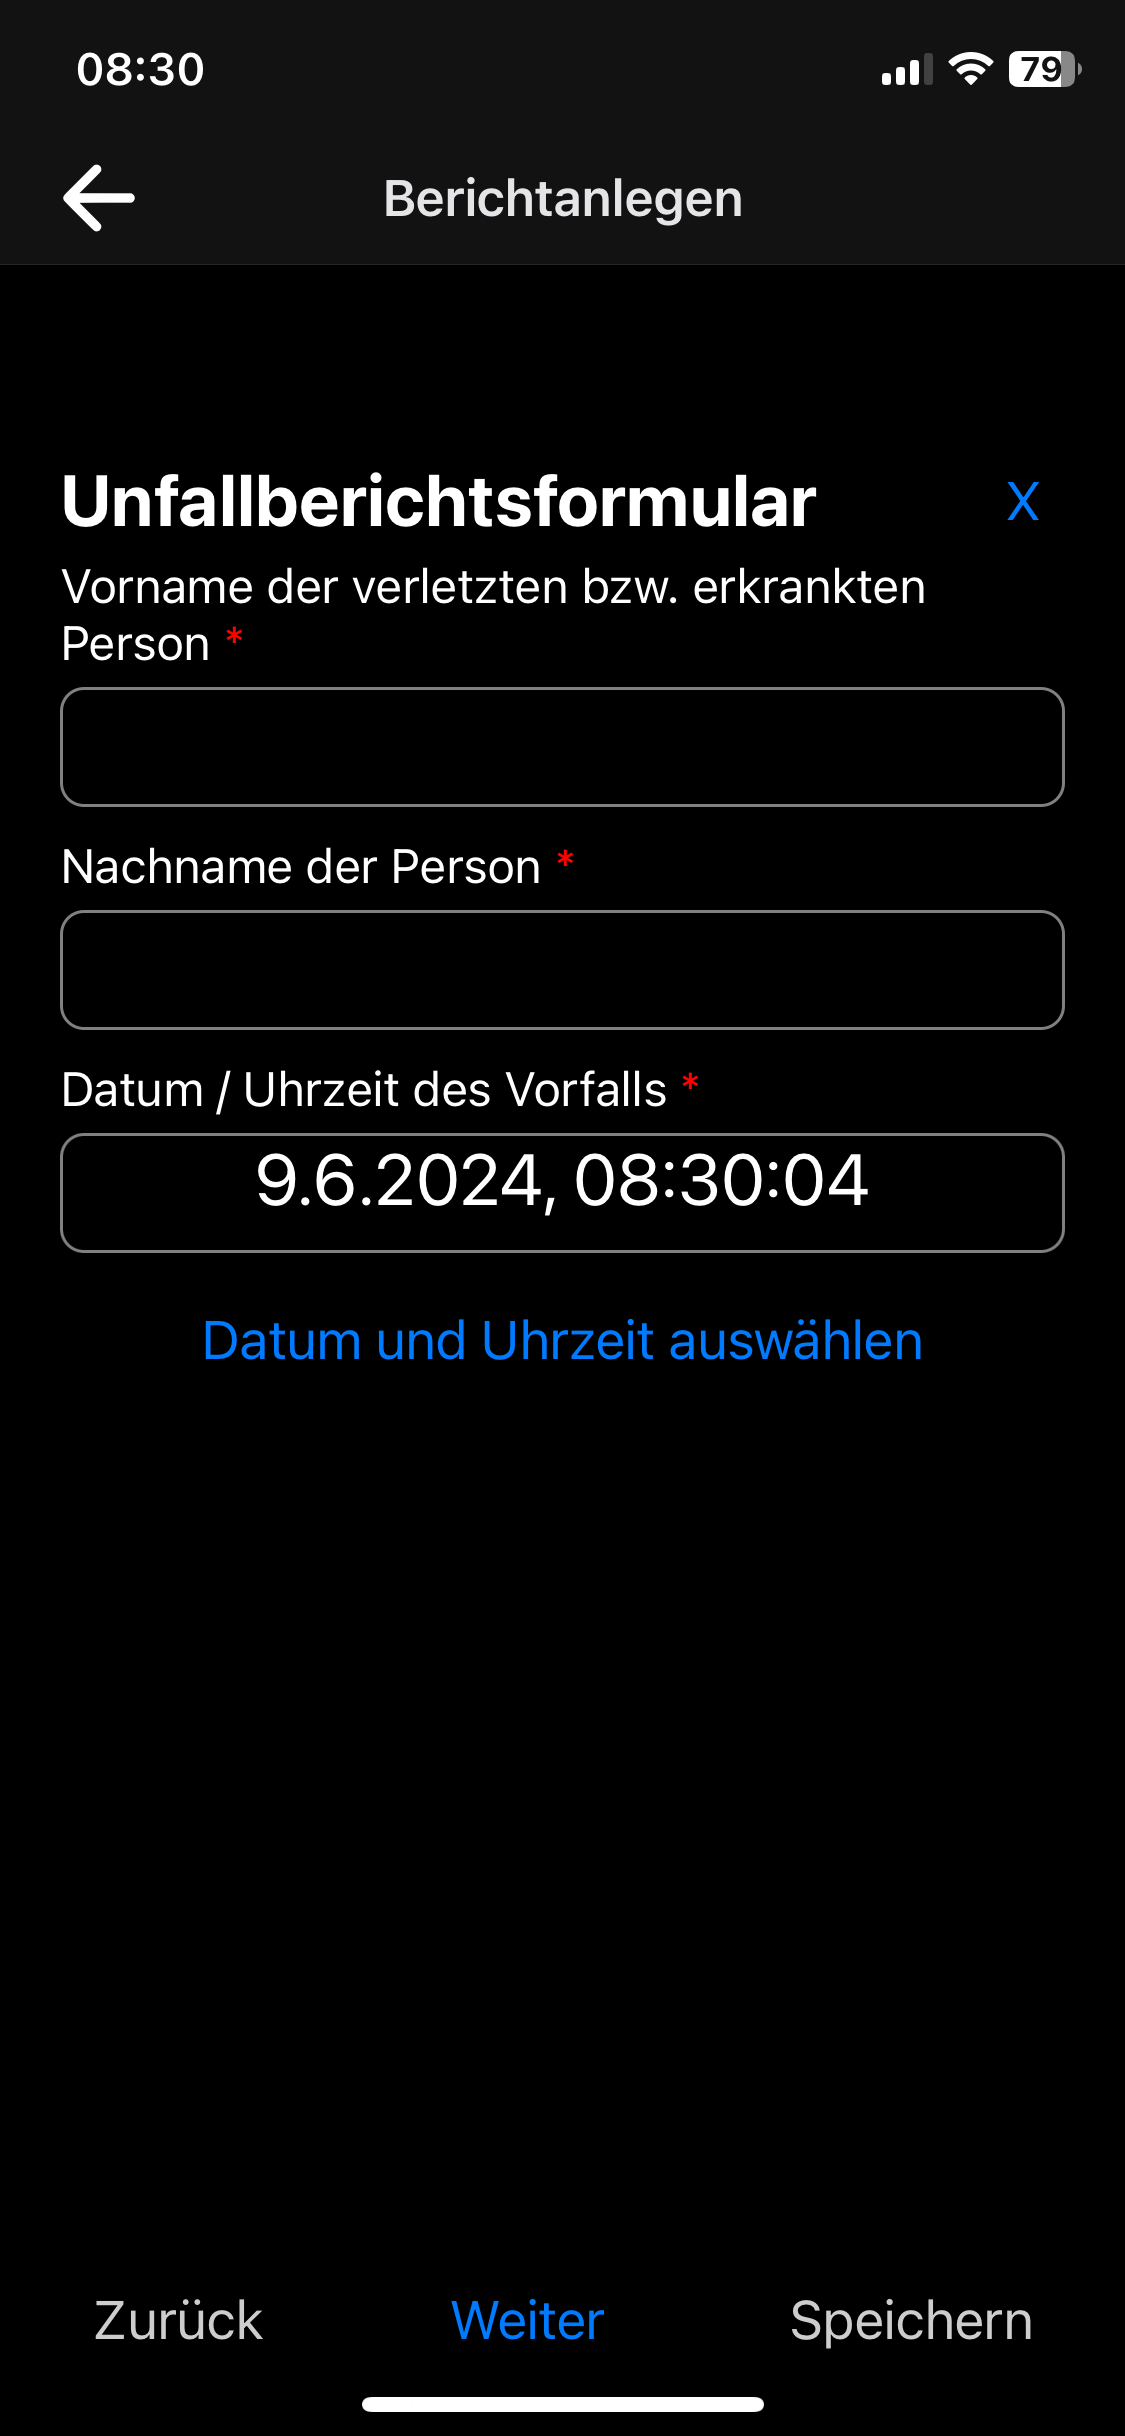 08:30
79
Berichtanlegen
Unfallberichtsformular X
Vorname der verletzten bzw. erkrankten
Person *
Nachname der Person *
Datum / Uhrzeit des Vorfalls *
9.6.2024, 08:30:04
Datum und Uhrzeit auswählen
Zurück Weiter Speichern